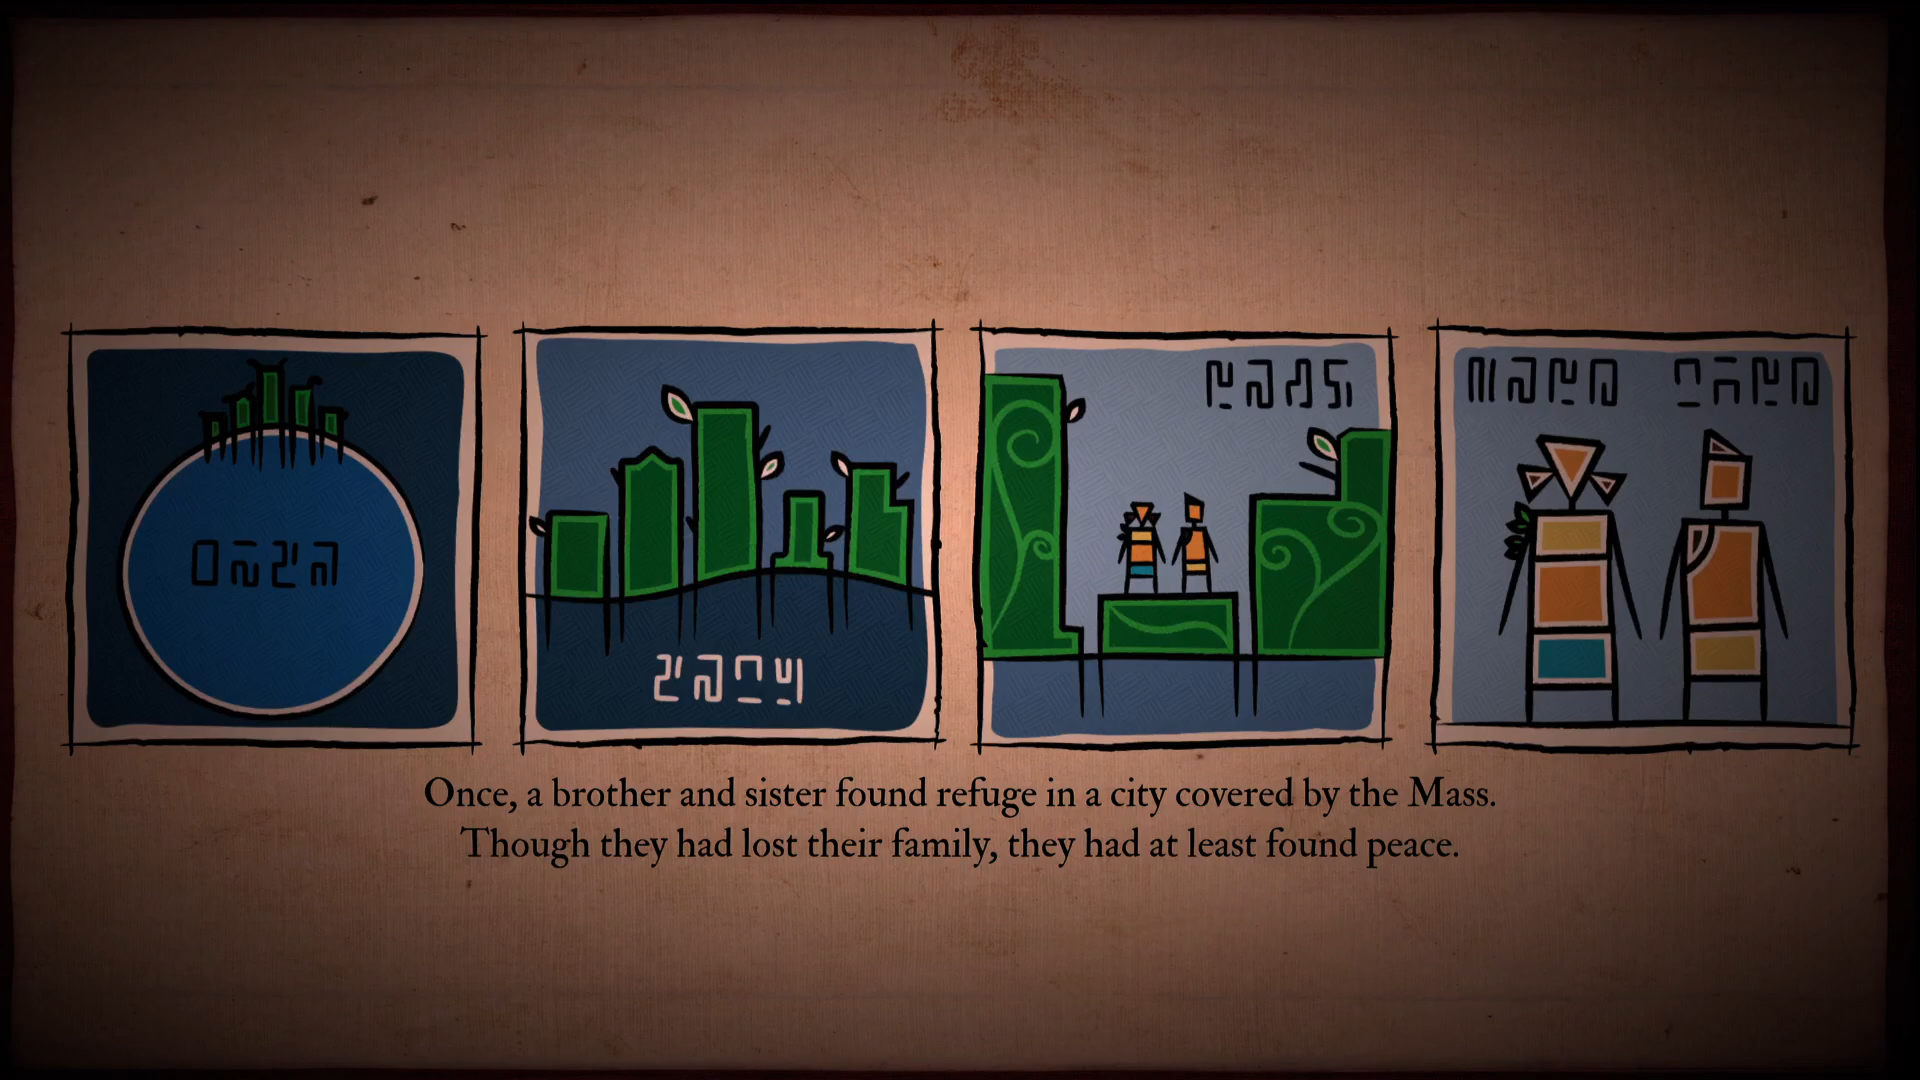 Once, a brother and sister found refuge in a city covered by the Mass.
Though they had lost their family, they had at least found peace.